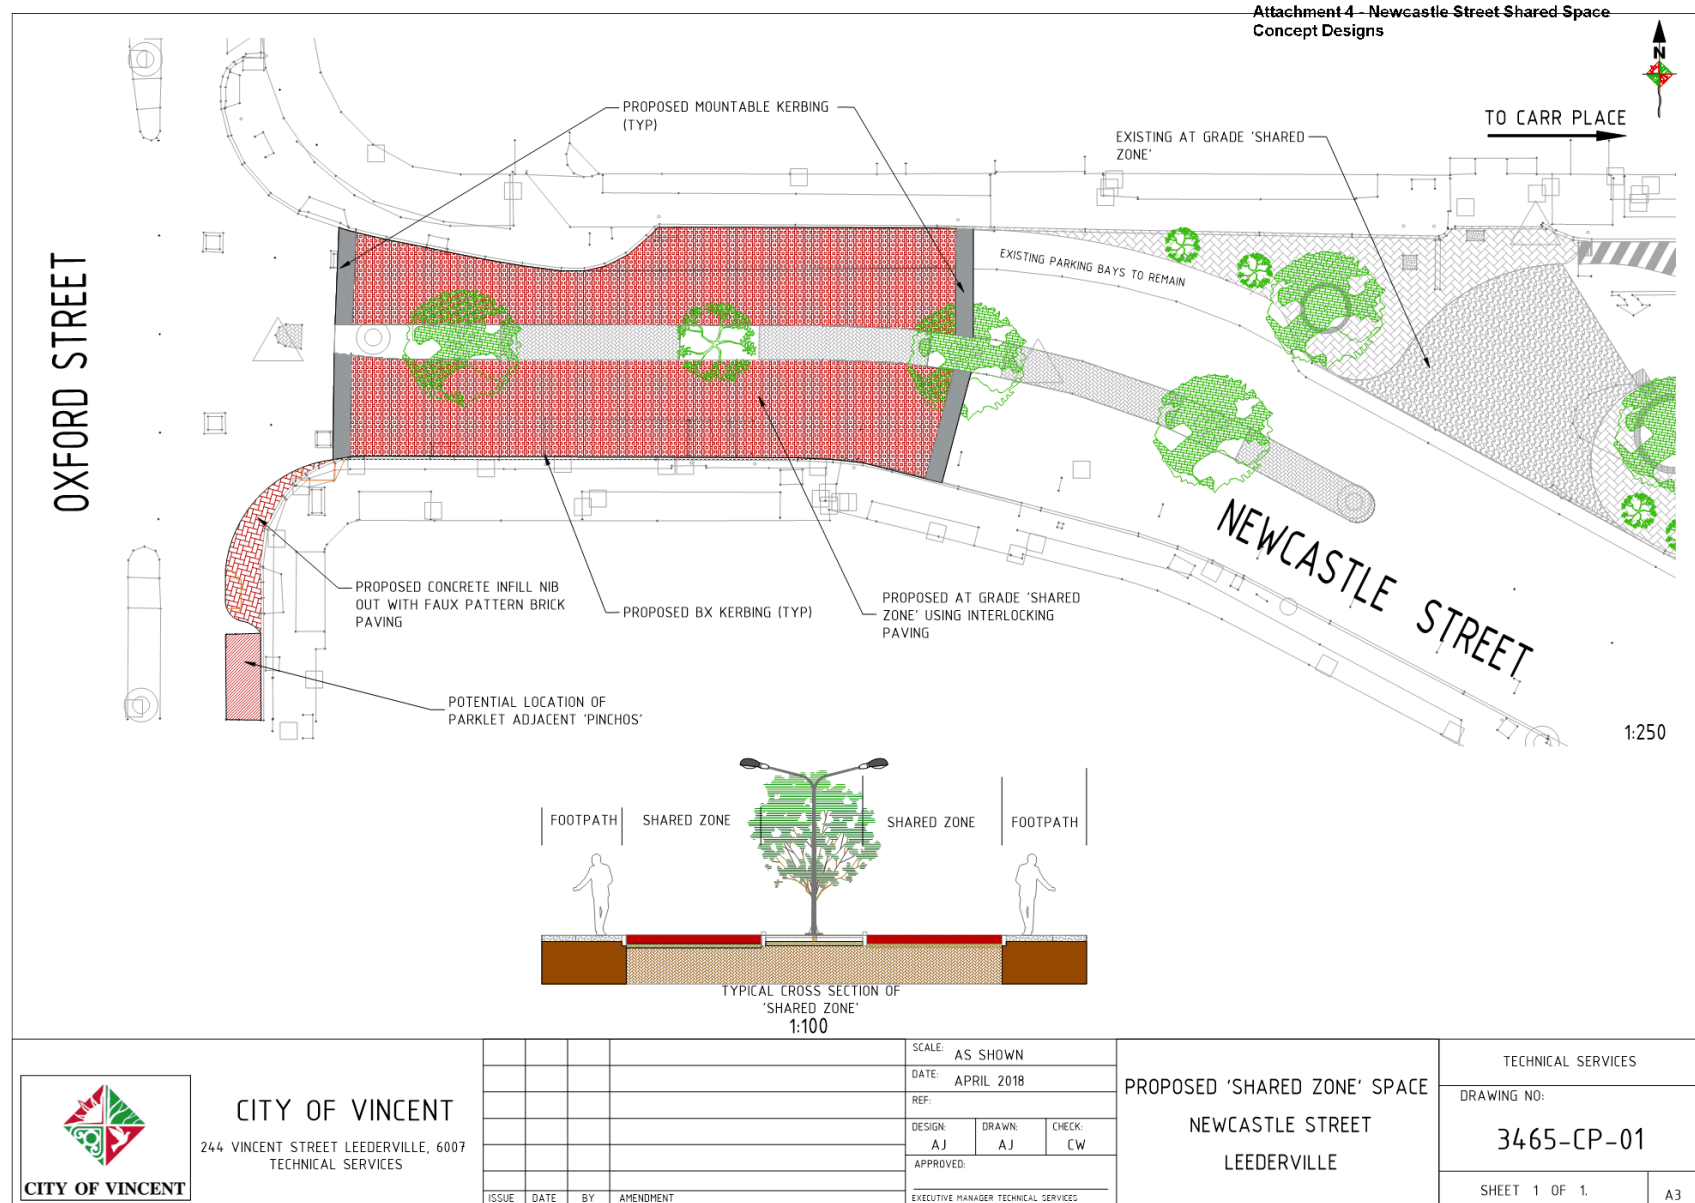 Attachment 4 - Newcastle Street Shared Space
Concept Designs
N
TO CARR PLACE
PROPOSED MOUNTABLE KERBING
(TYP)
EXISTING AT GRADE 'SHARED
ZONE'
EXISTING PARKING BAYS TO REMAIN
OXFORD STREET
NEWCASTLE STREET
PROPOSED CONCRETE INFILL NIB
OUT WITH FAUX PATTERN BRICK
PAVING
PROPOSED BX KERBING (TYP)
PROPOSED AT GRADE 'SHARED
ZONE' USING INTERLOCKING
PAVING
POTENTIAL LOCATION OF
PARKLET ADJACENT 'PINCHOS'
1:250
FOOTPATH
SHARED ZONE
SHARED ZONE
FOOTPATH
TYPICAL CROSS SECTION OF
'SHARED ZONE'
1:100
CITY OF VINCENT
CITY OF VINCENT
244 VINCENT STREET LEEDERVILLE, 6007
TECHNICAL SERVICES
ISSUE DATE BY AMENDMENT
SCALE: AS SHOWN
DATE: APRIL 2018
REF:
DESIGN: DRAWN: CHECK:
AJ AJ CW
APPROVED:
EXECUTIVE MANAGER TECHNICAL SERVICES
PROPOSED 'SHARED ZONE' SPACE
NEWCASTLE STREET
LEEDERVILLE
TECHNICAL SERVICES
DRAWING NO:
3465-CP-01
SHEET 1 OF 1.
A3